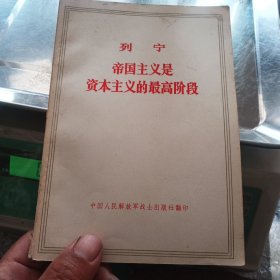 列宁
帝国主义是
资本主义的最高阶段
中国人民解放军战士出版社翻印